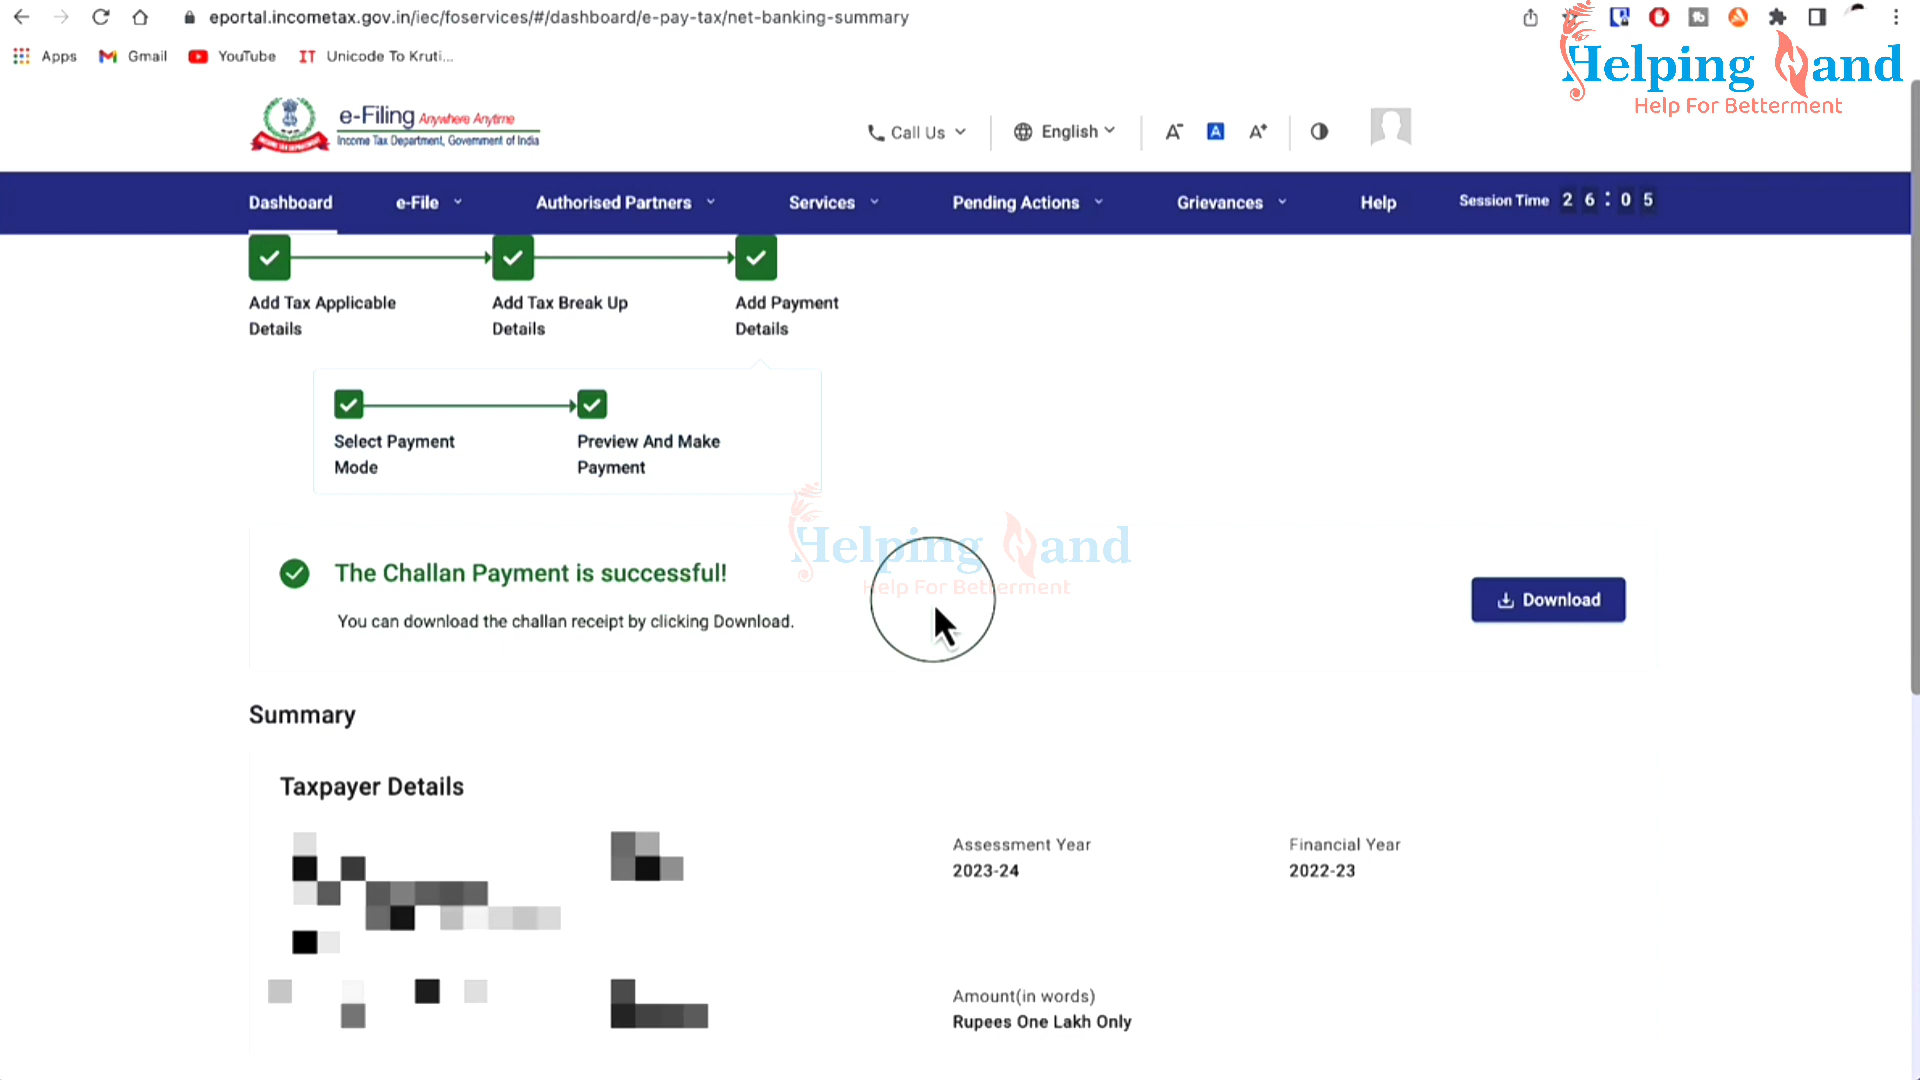 eportal.incometax.gov.in/iec/foservices/#/dashboard/e-pay-tax/net-banking-summary
Apps Gmail YouTube IT Unicode To Kruti...
Helping Hand
Help For Betterment
e-Filing Anywhere Anytime
Income Tax Department, Government of India
Call Us English A- A A+
Dashboard e-File Authorised Partners Services Pending Actions Grievances Help Session Time 26:05
Add Tax Applicable Details
Add Tax Break Up Details
Add Payment Details
Select Payment Mode
Preview And Make Payment
Helping Hand
Help For Betterment
The Challan Payment is successful!
You can download the challan receipt by clicking Download.
Download
Summary
Taxpayer Details
Assessment Year
2023-24
Financial Year
2022-23
Amount(in words)
Rupees One Lakh Only